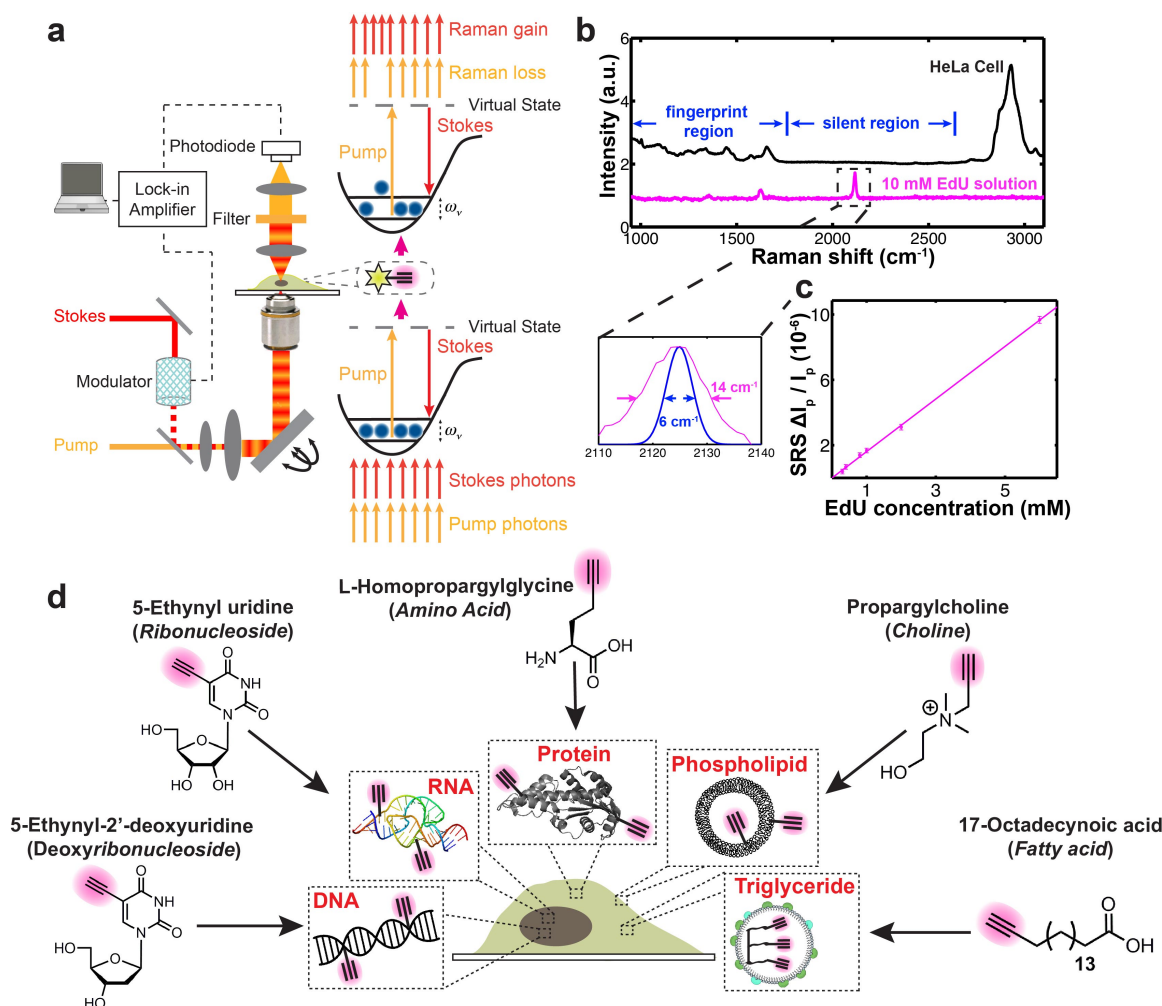 a
Raman gain
Raman loss
Virtual State
Stokes
Pump
ωv
Photodiode
Lock-in
Amplifier
Filter
Stokes
Modulator
Pump
Virtual State
Stokes
Pump
ωv
Stokes photons
Pump photons
b
6
4
2
0
Intensity (a.u.)
HeLa Cell
fingerprint
region
silent region
10 mM EdU solution
1000 1500 2000 2500 3000
Raman shift (cm-1)
14 cm-1
6 cm-1
2110 2120 2130 2140
c
10
6
2
SRS ΔIp / Ip (10-6)
1 3 5
EdU concentration (mM)
d
5-Ethynyl uridine
(Ribonucleoside)
O
NH
N
O
HO
O
OH OH
L-Homopropargylglycine
(Amino Acid)
H2N
OH
O
Propargylcholine
(Choline)
+
N
HO
5-Ethynyl-2’-deoxyuridine
(Deoxyribonucleoside)
O
NH
N
O
HO
O
HO
17-Octadecynoic acid
(Fatty acid)
O
OH
13
RNA
Protein
Phospholipid
DNA
Triglyceride